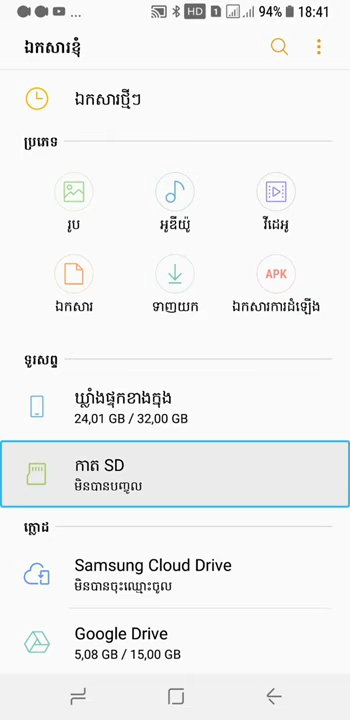 HD 1 94% 18:41
ឯកសារខ្ញុំ
ឯកសារថ្មីៗ
ប្រភេទ
រូប
អូឌីយ៉ូ
វីដេអូ
APK
ឯកសារ
ទាញយក
ឯកសារការដំឡើង
ទូរសព្ទ
ឃ្លាំងផ្ទុកខាងក្នុង
24,01 GB / 32,00 GB
កាត SD
មិនបានបញ្ចូល
ក្លោដ
Samsung Cloud Drive
មិនបានចុះឈ្មោះចូល
Google Drive
5,08 GB / 15,00 GB